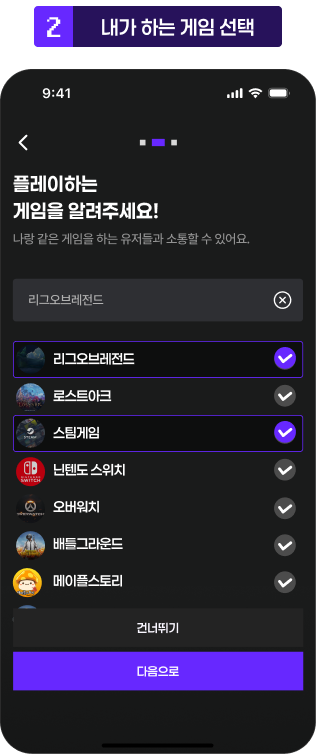 2 내가 하는 게임 선택
9:41
플레이하는
게임을 알려주세요!
나랑 같은 게임을 하는 유저들과 소통할 수 있어요.
리그오브레전드
리그오브레전드
로스트아크
STEAM
스팀게임
NINTENDO
SWITCH
닌텐도 스위치
오버워치
배틀그라운드
메이플스토리
건너뛰기
다음으로